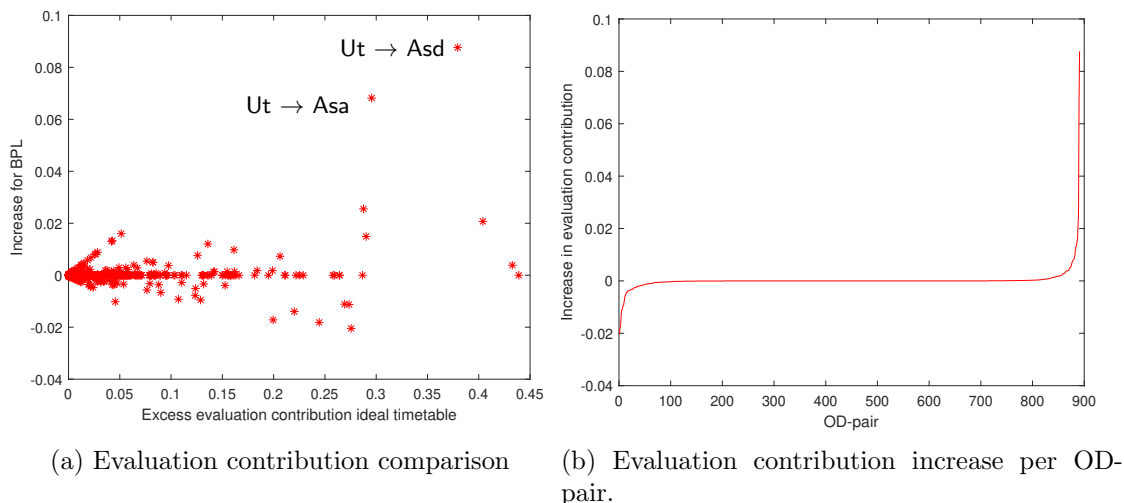 0.1
0.08
0.06
0.04
0.02
0
-0.02
-0.04
Increase for BPL
Ut → Asd
Ut → Asa
0 0.05 0.1 0.15 0.2 0.25 0.3 0.35 0.4 0.45
Excess evaluation contribution ideal timetable
(a) Evaluation contribution comparison
0.1
0.08
0.06
0.04
0.02
0
-0.02
-0.04
Increase in evaluation contribution
0 100 200 300 400 500 600 700 800 900
OD-pair
(b) Evaluation contribution increase per OD-
pair.